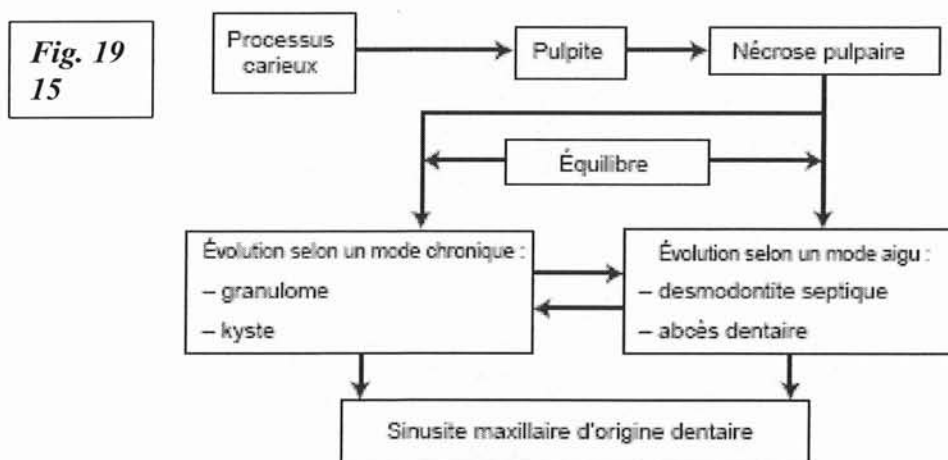 Fig. 19
15
Processus
carieux
Pulpite
Nécrose pulpaire
Équilibre
Évolution selon un mode chronique :
– granulome
– kyste
Évolution selon un mode aigu :
– desmodontite septique
– abcès dentaire
Sinusite maxillaire d'origine dentaire